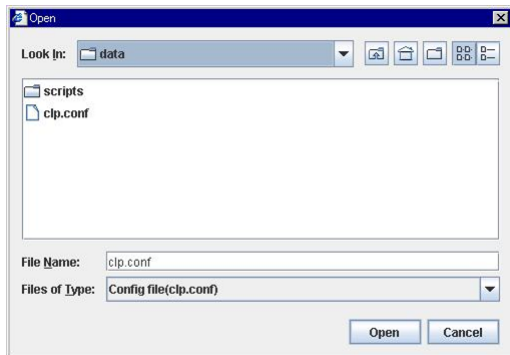 Open
Look In: data
scripts
clp.conf
File Name: clp.conf
Files of Type: Config file(clp.conf)
Open Cancel